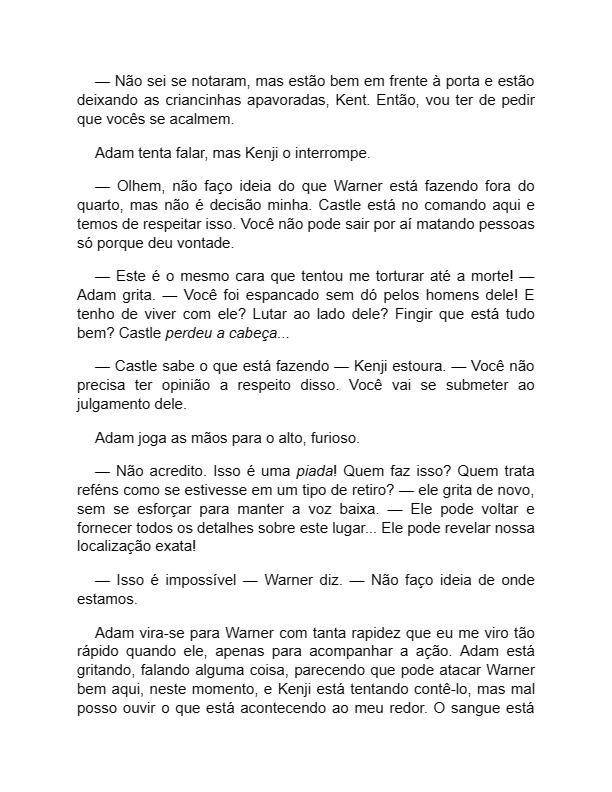 — Não sei se notaram, mas estão bem em frente à porta e estão
deixando as criancinhas apavoradas, Kent. Então, vou ter de pedir
que vocês se acalmem.
Adam tenta falar, mas Kenji o interrompe.
— Olhem, não faço ideia do que Warner está fazendo fora do
quarto, mas não é decisão minha. Castle está no comando aqui e
temos de respeitar isso. Você não pode sair por aí matando pessoas
só porque deu vontade.
— Este é o mesmo cara que tentou me torturar até a morte! —
Adam grita. — Você foi espancado sem dó pelos homens dele! E
tenho de viver com ele? Lutar ao lado dele? Fingir que está tudo
bem? Castle perdeu a cabeça...
— Castle sabe o que está fazendo — Kenji estoura. — Você não
precisa ter opinião a respeito disso. Você vai se submeter ao
julgamento dele.
Adam joga as mãos para o alto, furioso.
— Não acredito. Isso é uma piada! Quem faz isso? Quem trata
reféns como se estivesse em um tipo de retiro? — ele grita de novo,
sem se esforçar para manter a voz baixa. — Ele pode voltar e
fornecer todos os detalhes sobre este lugar... Ele pode revelar nossa
localização exata!
— Isso é impossível — Warner diz. — Não faço ideia de onde
estamos.
Adam vira-se para Warner com tanta rapidez que eu me viro tão
rápido quando ele, apenas para acompanhar a ação. Adam está
gritando, falando alguma coisa, parecendo que pode atacar Warner
bem aqui, neste momento, e Kenji está tentando contê-lo, mas mal
posso ouvir o que está acontecendo ao meu redor. O sangue está